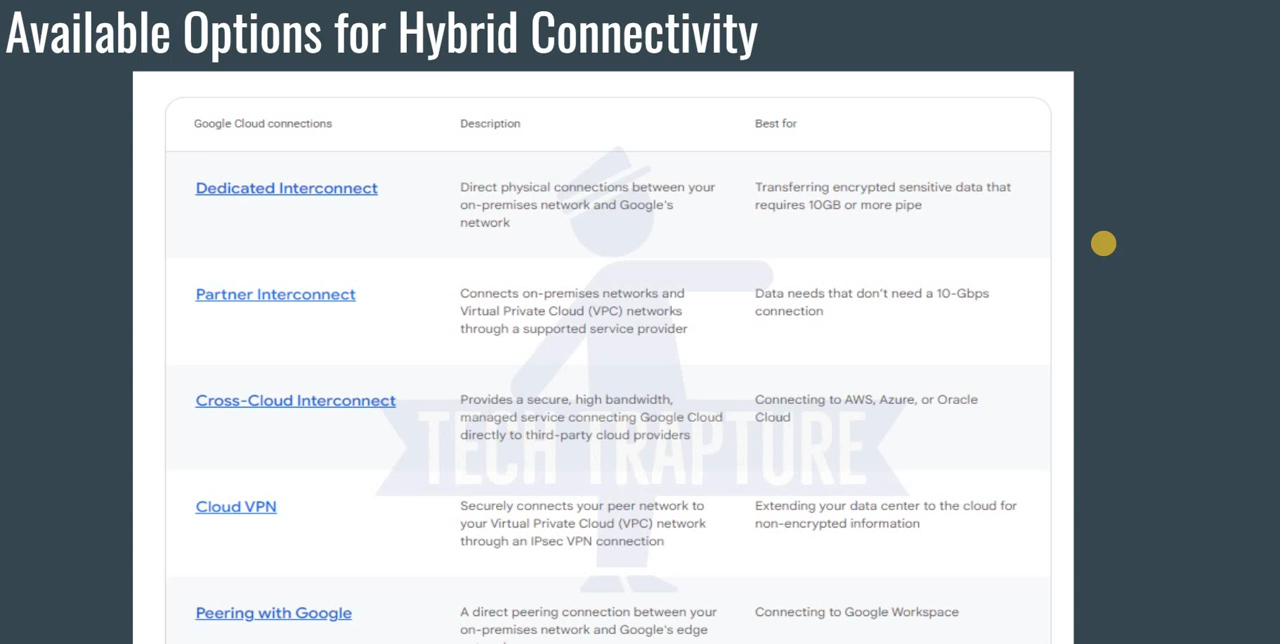 Available Options for Hybrid Connectivity
Google Cloud connections Description Best for
Dedicated Interconnect
Direct physical connections between your
on-premises network and Google's
network
Transferring encrypted sensitive data that
requires 10GB or more pipe
Partner Interconnect
Connects on-premises networks and
Virtual Private Cloud (VPC) networks
through a supported service provider
Data needs that don't need a 10-Gbps
connection
Cross-Cloud Interconnect
Provides a secure, high bandwidth,
managed service connecting Google Cloud
directly to third-party cloud providers
Connecting to AWS, Azure, or Oracle
Cloud
TECH TRAPTURE
Cloud VPN
Securely connects your peer network to
your Virtual Private Cloud (VPC) network
through an IPsec VPN connection
Extending your data center to the cloud for
non-encrypted information
Peering with Google
A direct peering connection between your
on-premises network and Google's edge
Connecting to Google Workspace